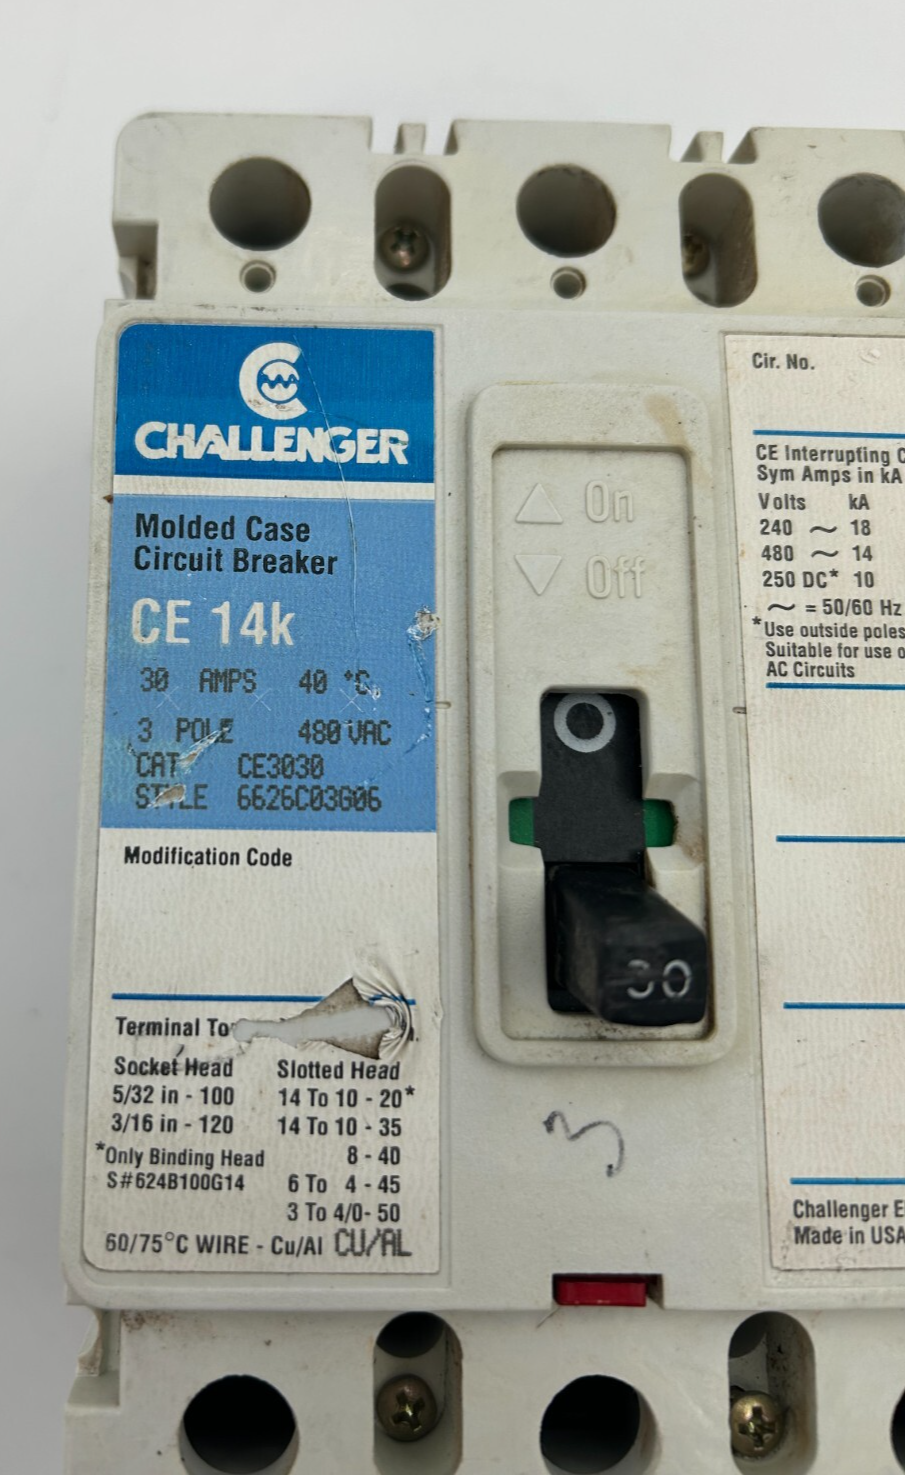 CHALLENGER
Molded Case
Circuit Breaker
CE 14k
30 AMPS 40 °C
3 POLE 480 VAC
CAT CE3030
STYLE 6626C03G06
Modification Code
Terminal
Socket Head Slotted Head
5/32 in - 100 14 To 10 - 20*
3/16 in - 120 14 To 10 - 35
*Only Binding Head 8 - 40
S#624B100G14 6 To 4 - 45
3 To 4/0- 50
60/75°C WIRE - Cu/Al CU/AL
On
Off
O
30
3
Cir. No.
CE Interrupting
Sym Amps in kA
Volts kA
240 ~ 18
480 ~ 14
250 DC* 10
~ = 50/60 Hz
*Use outside poles
Suitable for use
AC Circuits
Challenger
Made in USA